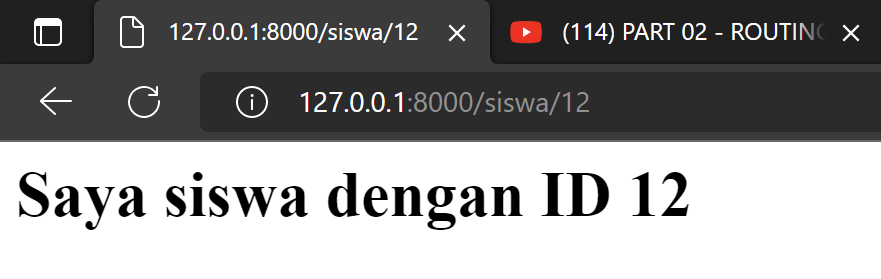 127.0.0.1:8000/siswa/12
(114) PART 02 - ROUTING
127.0.0.1:8000/siswa/12
Saya siswa dengan ID 12